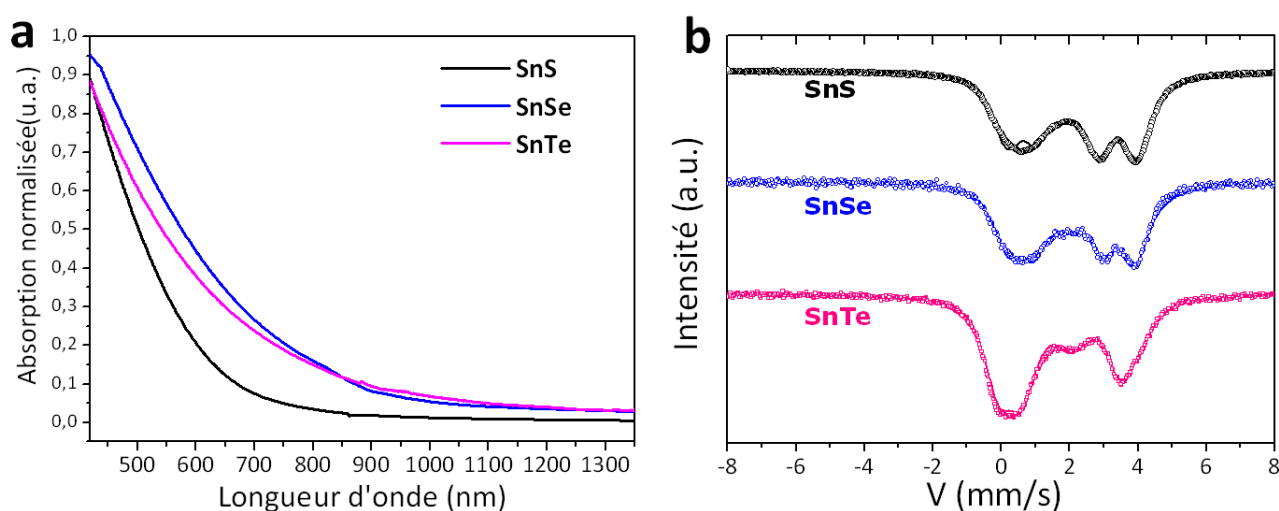 a
Absorption normalisée(u.a.)
1,0
0,9
0,8
0,7
0,6
0,5
0,4
0,3
0,2
0,1
0,0
SnS
SnSe
SnTe
500 600 700 800 900 1000 1100 1200 1300
Longueur d'onde (nm)
b
Intensité (a.u.)
SnS
SnSe
SnTe
-8 -6 -4 -2 0 2 4 6 8
V (mm/s)